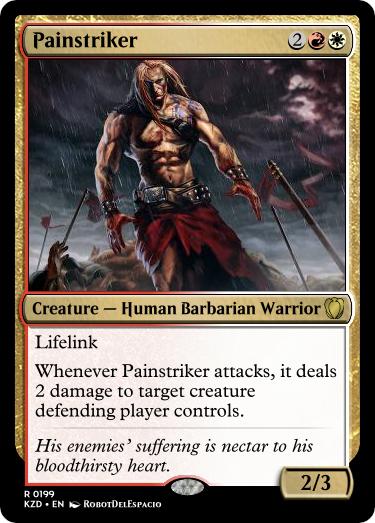 Painstriker 2
Creature — Human Barbarian Warrior
Lifelink
Whenever Painstriker attacks, it deals
2 damage to target creature
defending player controls.
His enemies' suffering is nectar to his
bloodthirsty heart.
2/3
R 0199
KZD • EN RobotDelEspacio